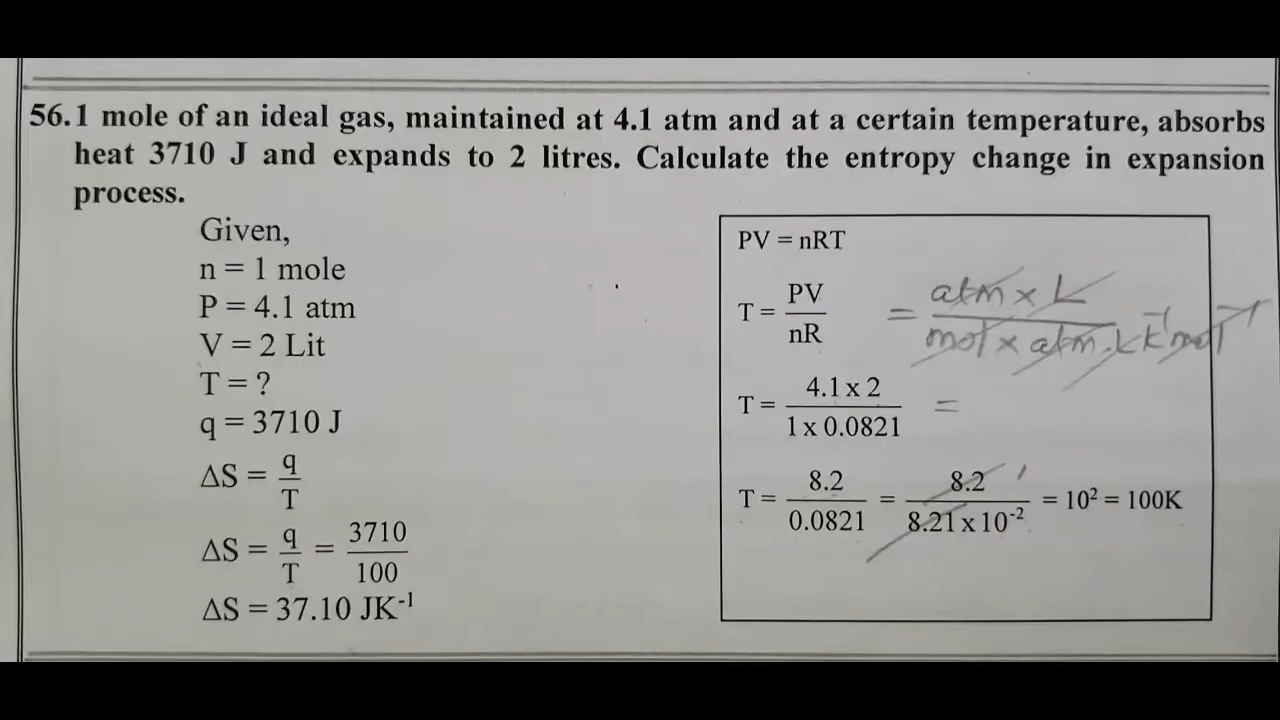 56. 1 mole of an ideal gas, maintained at 4.1 atm and at a certain temperature, absorbs
heat 3710 J and expands to 2 litres. Calculate the entropy change in expansion
process.
Given,
n = 1 mole
P = 4.1 atm
V = 2 Lit
T = ?
q = 3710 J
ΔS = q/T
ΔS = q/T = 3710/100
ΔS = 37.10 JK⁻¹
PV = nRT
T = PV/nR = atm x L / mol x atm. L K⁻¹ mol⁻¹
T = 4.1 x 2 / 1 x 0.0821 =
T = 8.2/0.0821 = 8.2/8.21 x 10⁻² = 10² = 100K